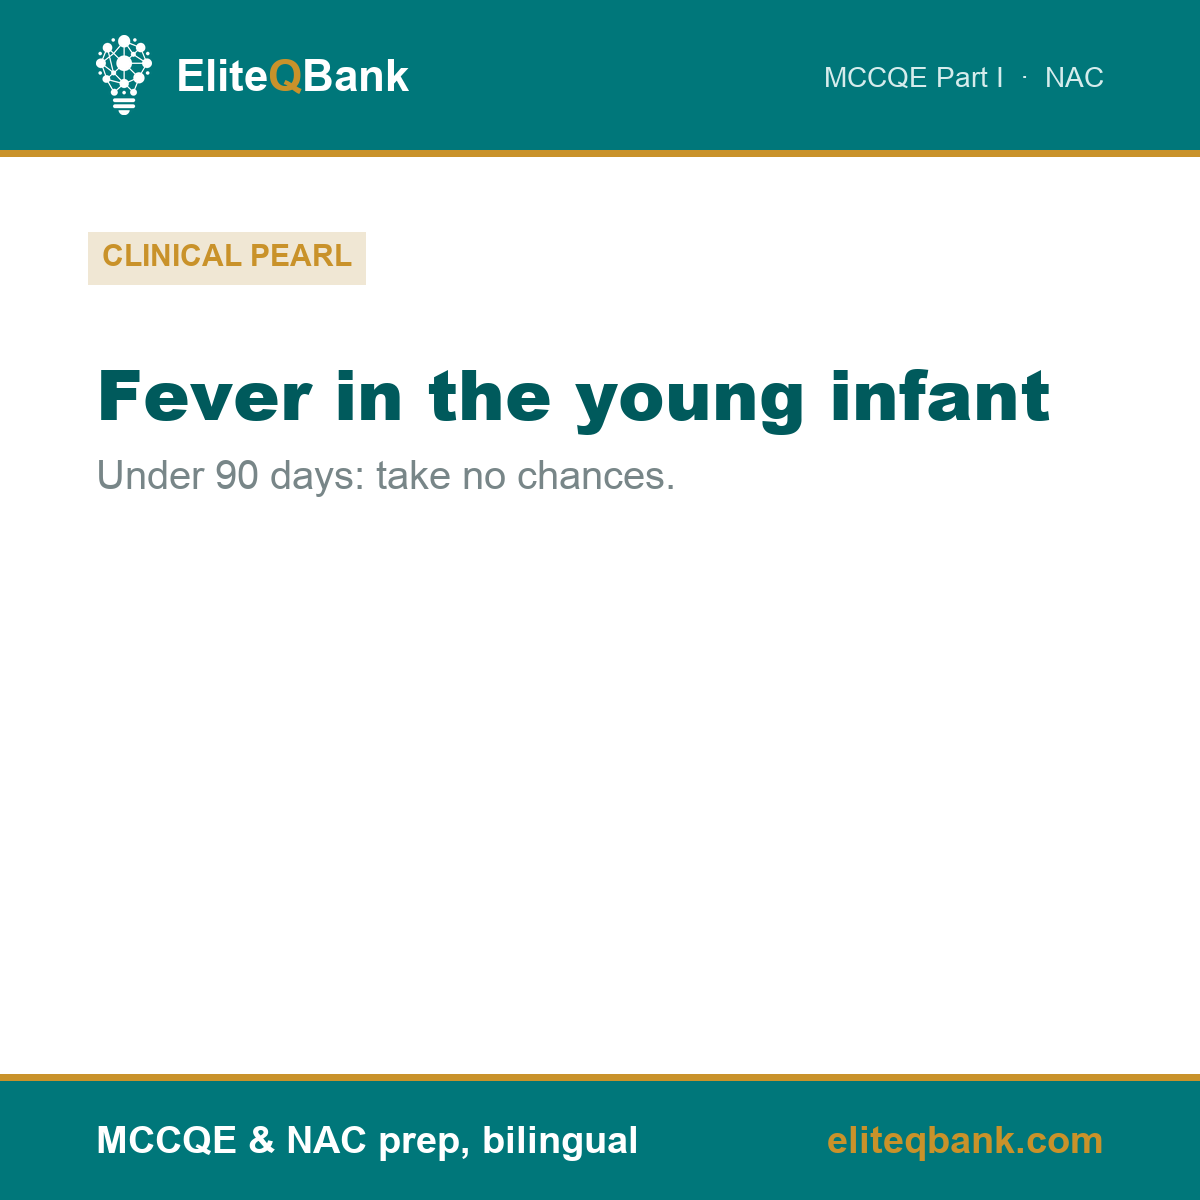 EliteQBank
MCCQE Part I · NAC
CLINICAL PEARL
Fever in the young infant
Under 90 days: take no chances.
MCCQE & NAC prep, bilingual
eliteqbank.com